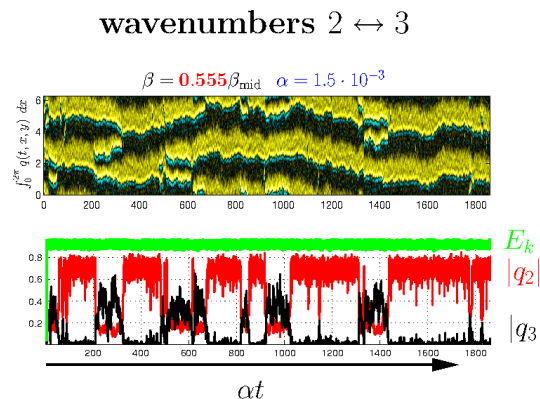 wavenumbers 2 ↔ 3
β = 0.555β_mid α = 1.5 · 10⁻³
∫₀^{2π} q(t, x, y) dx
6
4
2
0
0 200 400 600 800 1000 1200 1400 1600 1800
E_k
|q_2|
|q_3
0.8
0.6
0.4
0.2
200 400 600 800 1000 1200 1400 1600 1800
αt